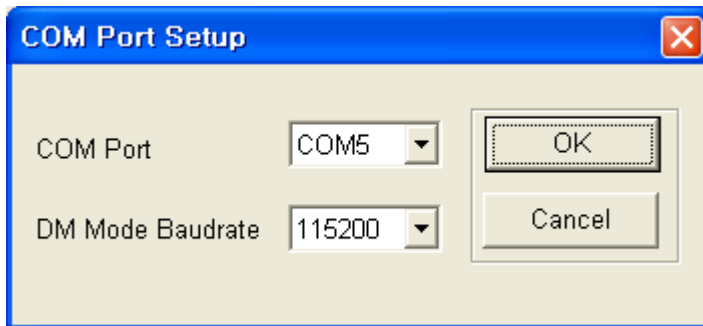 COM Port Setup
COM Port COM5 OK
DM Mode Baudrate 115200 Cancel